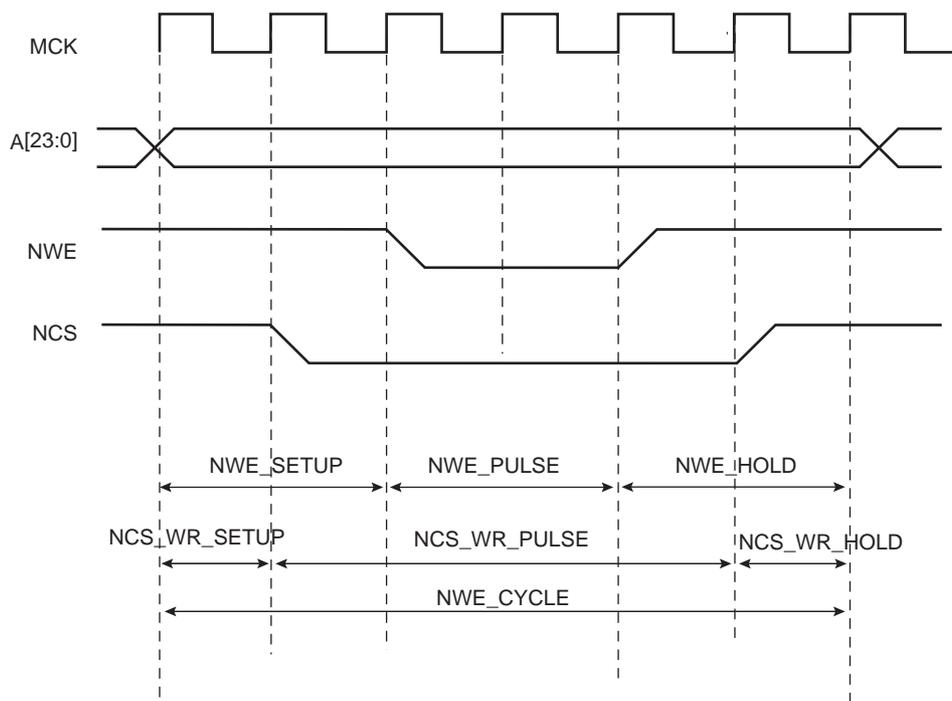 MCK
A[23:0]
NWE
NCS
NWE_SETUP NWE_PULSE NWE_HOLD
NCS_WR_SETUP NCS_WR_PULSE NCS_WR_HOLD
NWE_CYCLE